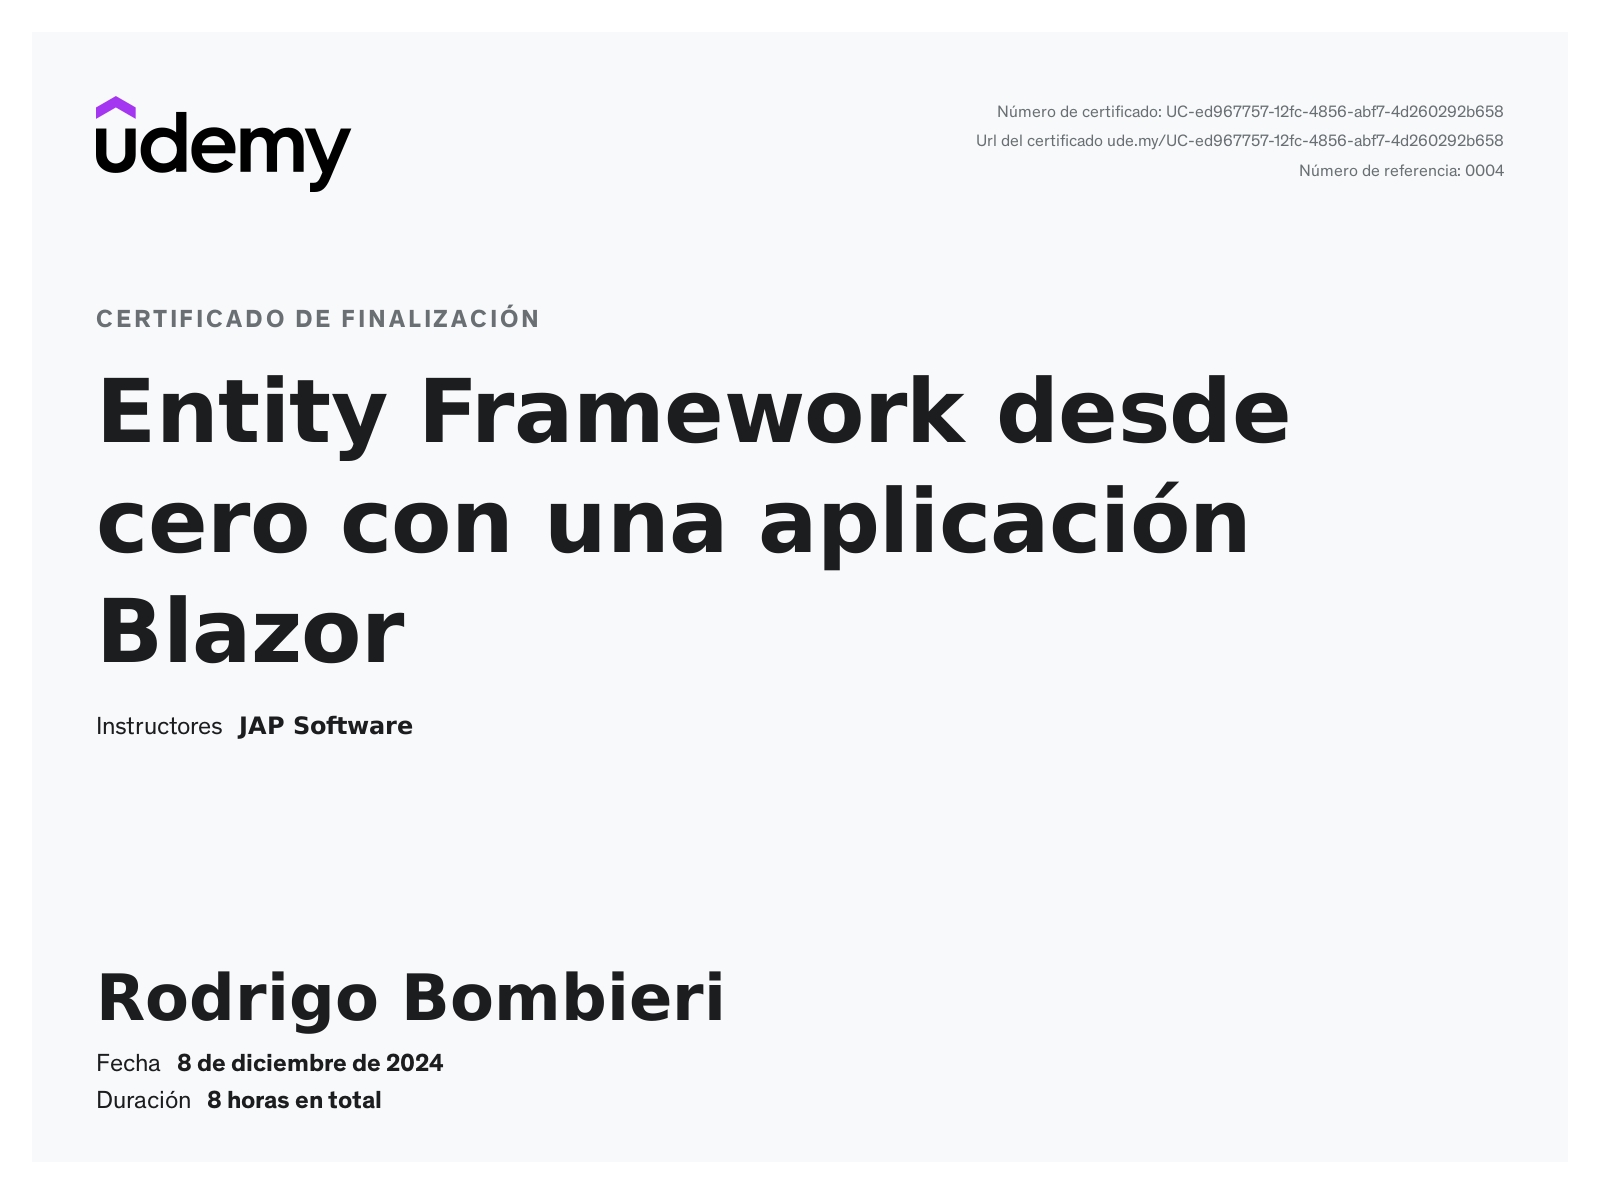 udemy
Número de certificado: UC-ed967757-12fc-4856-abf7-4d260292b658
Url del certificado ude.my/UC-ed967757-12fc-4856-abf7-4d260292b658
Número de referencia: 0004
CERTIFICADO DE FINALIZACIÓN
Entity Framework desde
cero con una aplicación
Blazor
Instructores JAP Software
Rodrigo Bombieri
Fecha 8 de diciembre de 2024
Duración 8 horas en total